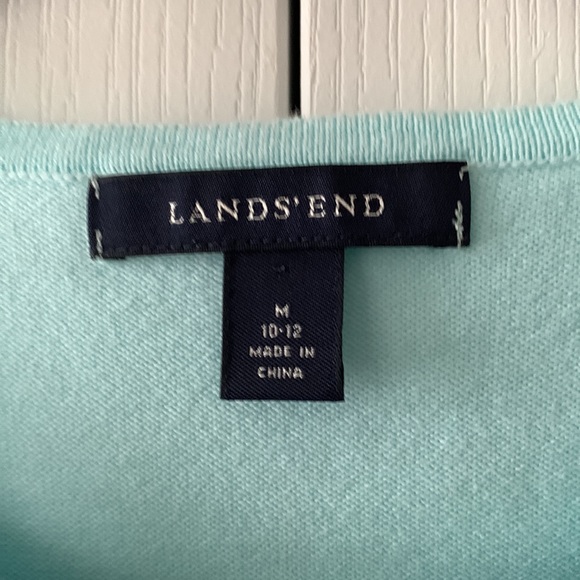 LANDS' END
M
10-12
MADE IN
CHINA